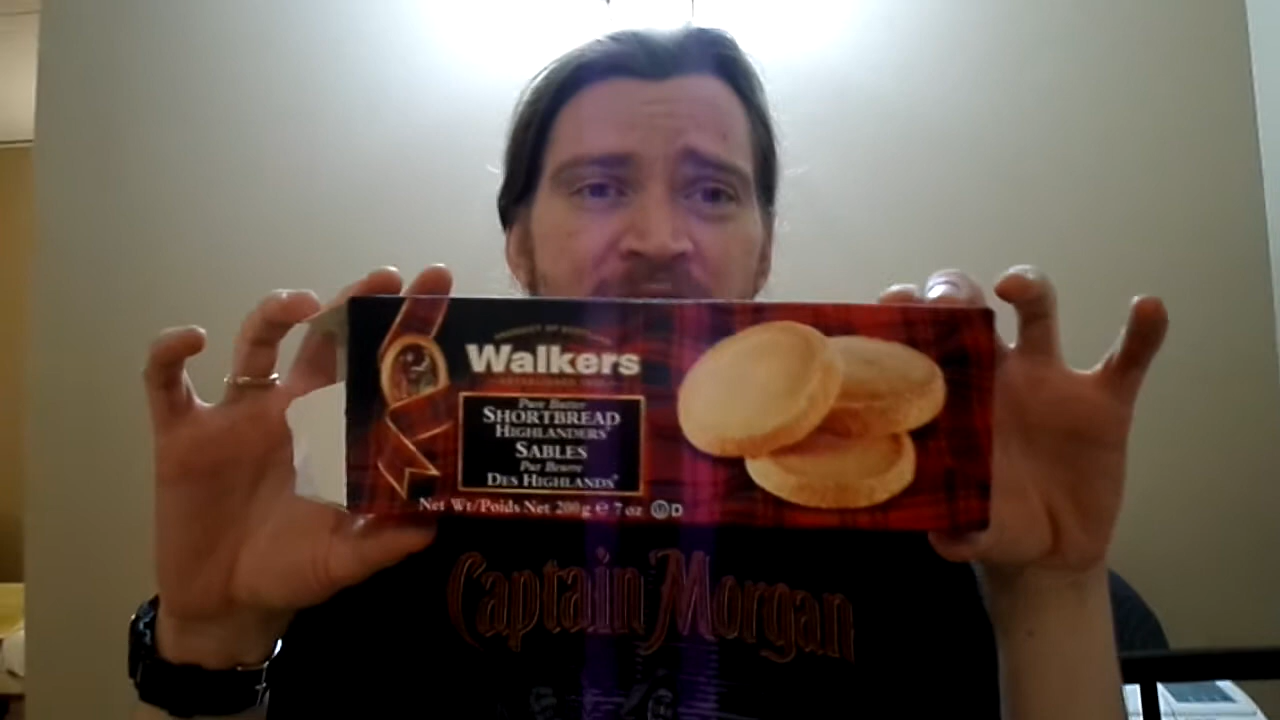 Walkers
Pure Butter
SHORTBREAD
HIGHLANDERS®
SABLES
Pur Beurre
DES HIGHLANDS®
Net Wt/Poids Net 200g ℮ 7 oz Ⓤ D
Captain Morgan